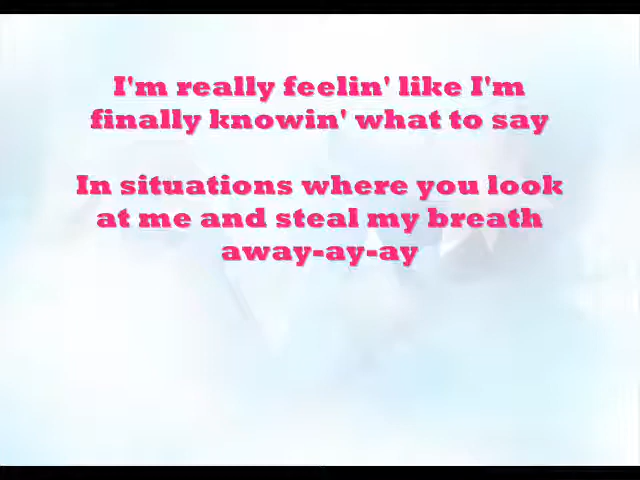 I'm really feelin' like I'm
finally knowin' what to say
In situations where you look
at me and steal my breath
away-ay-ay